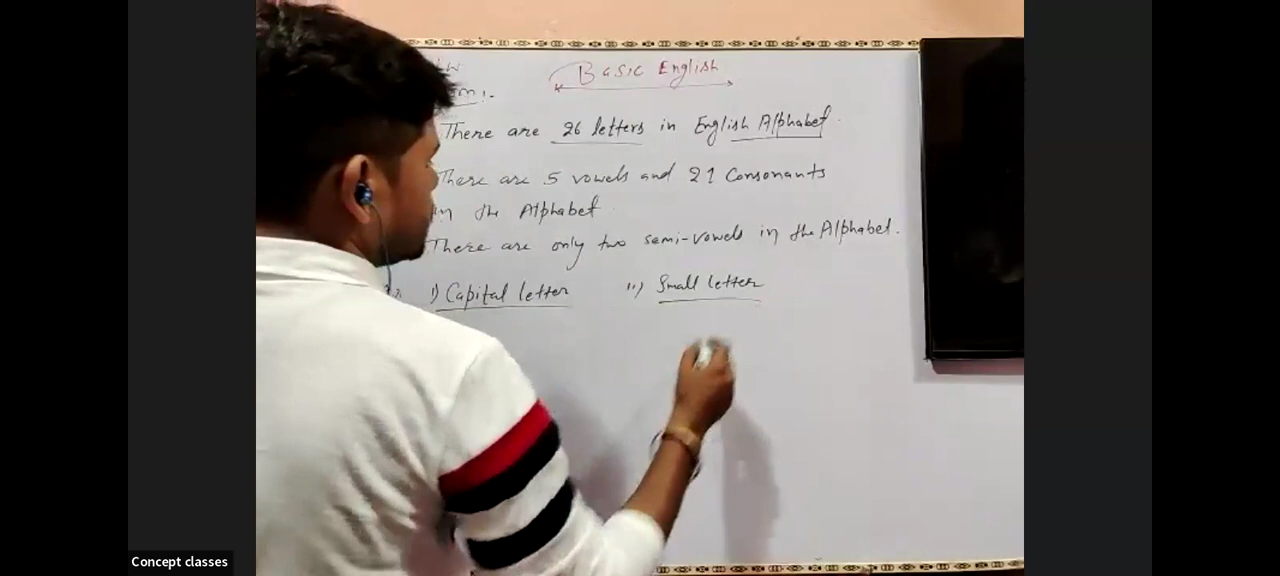 Basic English
There are 26 letters in English Alphabet.
There are 5 vowels and 21 Consonants
in the Alphabet.
There are only two semi-vowels in the Alphabet.
i) Capital letter ii) Small letter
Concept classes